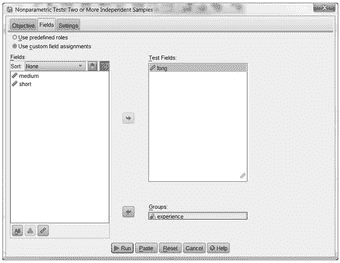 Nonparametric Tests: Two or More Independent Samples
Objective Fields Settings
Use predefined roles
Use custom field assignments
Fields:
Sort: None
medium
short
Test Fields:
long
Groups:
experience
All
Run Paste Reset Cancel Help